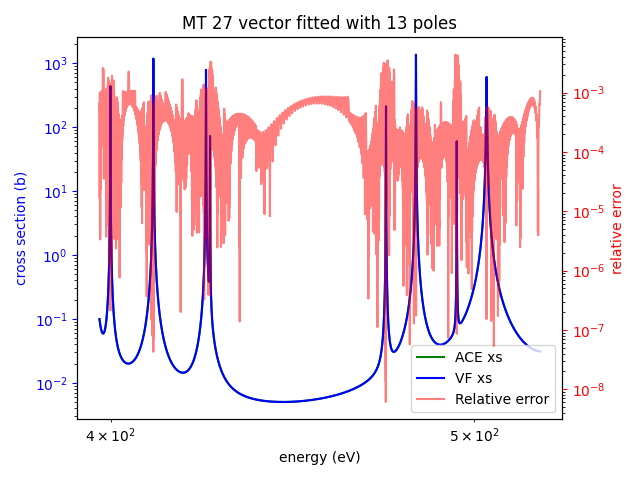 MT 27 vector fitted with 13 poles
cross section (b)
10³
10²
10¹
10⁰
10⁻¹
10⁻²
10⁻³
10⁻⁴
10⁻⁵
10⁻⁶
10⁻⁷
10⁻⁸
relative error
ACE xs
VF xs
Relative error
4 × 10²
5 × 10²
energy (eV)